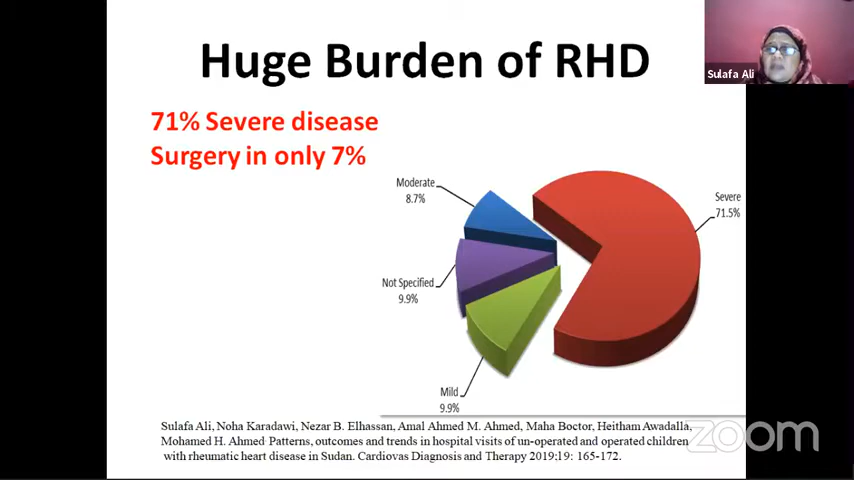 Huge Burden of RHD
Sulafa Ali
71% Severe disease
Surgery in only 7%
Moderate
8.7%
Severe
71.5%
Not Specified
9.9%
Mild
9.9%
Sulafa Ali, Noha Karadawi, Nezar B. Elhassan, Amal Ahmed M. Ahmed, Maha Boctor, Heitham Awadalla,
Mohamed H. Ahmed Patterns, outcomes and trends in hospital visits of un-operated and operated children
with rheumatic heart disease in Sudan. Cardiovas Diagnosis and Therapy 2019;19: 165-172.
zoom